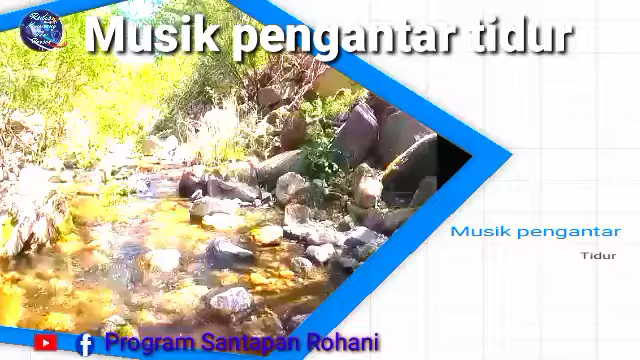 Musik pengantar tidur
Musik pengantar
Tidur
Program Santapan Rohani